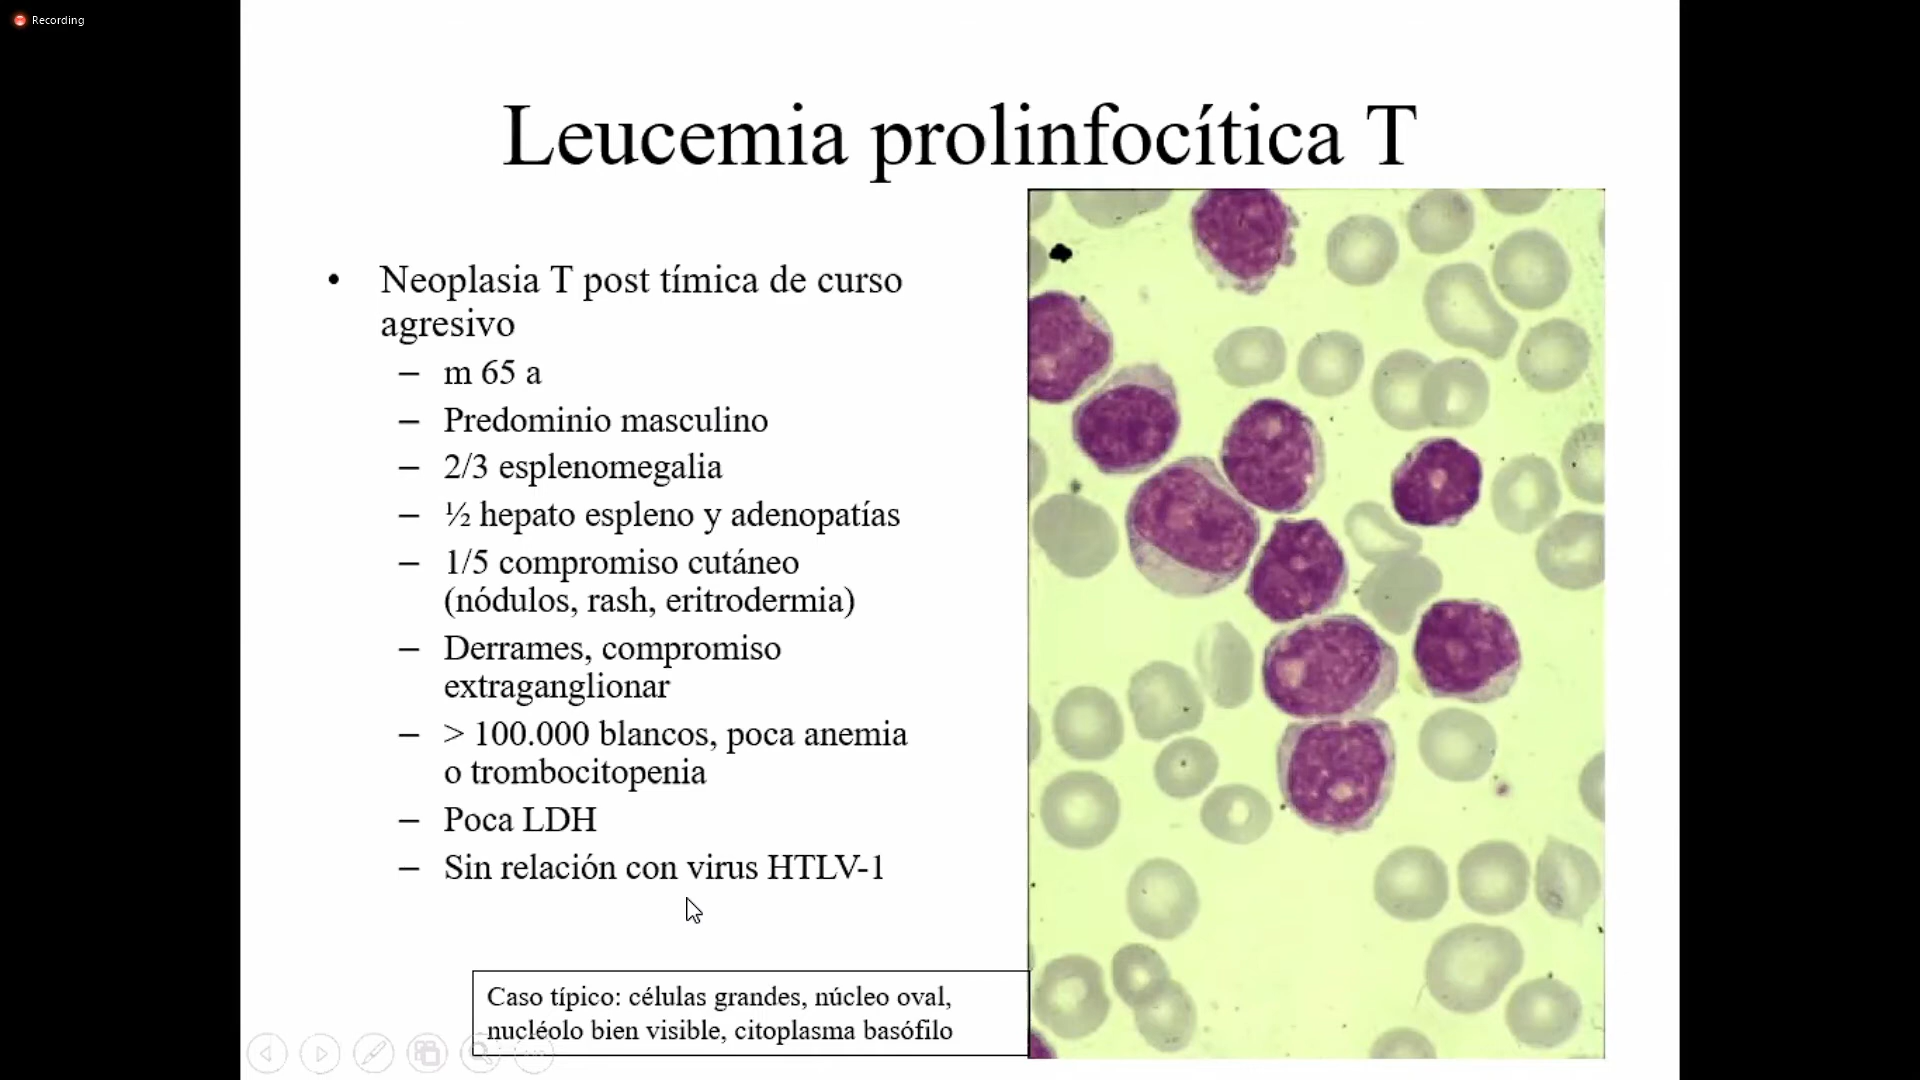 Recording
Leucemia prolinfocítica T
• Neoplasia T post tímica de curso
agresivo
– m 65 a
– Predominio masculino
– 2/3 esplenomegalia
– ½ hepato espleno y adenopatías
– 1/5 compromiso cutáneo
(nódulos, rash, eritrodermia)
– Derrames, compromiso
extraganglionar
– > 100.000 blancos, poca anemia
o trombocitopenia
– Poca LDH
– Sin relación con virus HTLV-1
Caso típico: células grandes, núcleo oval,
nucléolo bien visible, citoplasma basófilo